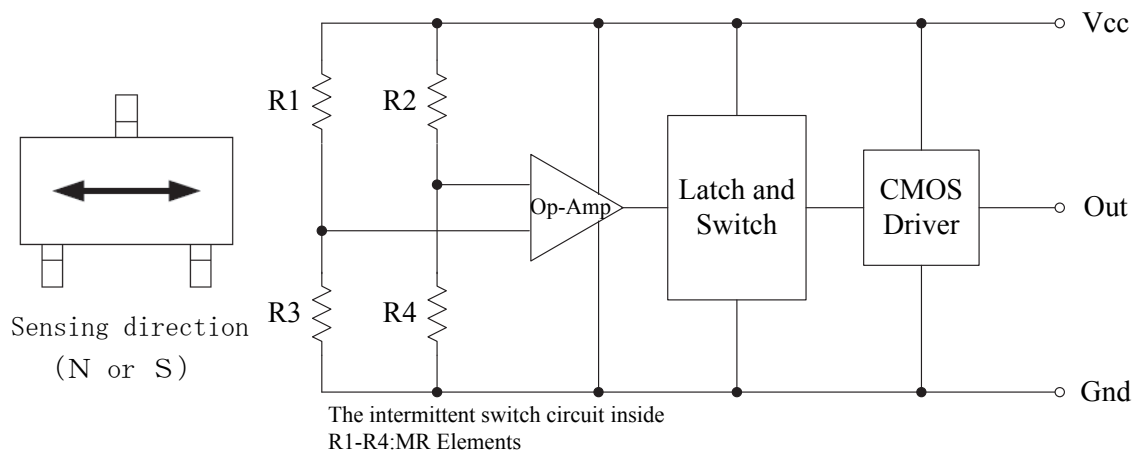 Vcc
R1
R2
Op-Amp
Latch and
Switch
CMOS
Driver
Out
R3
R4
Sensing direction
(N or S)
Gnd
The intermittent switch circuit inside
R1-R4:MR Elements